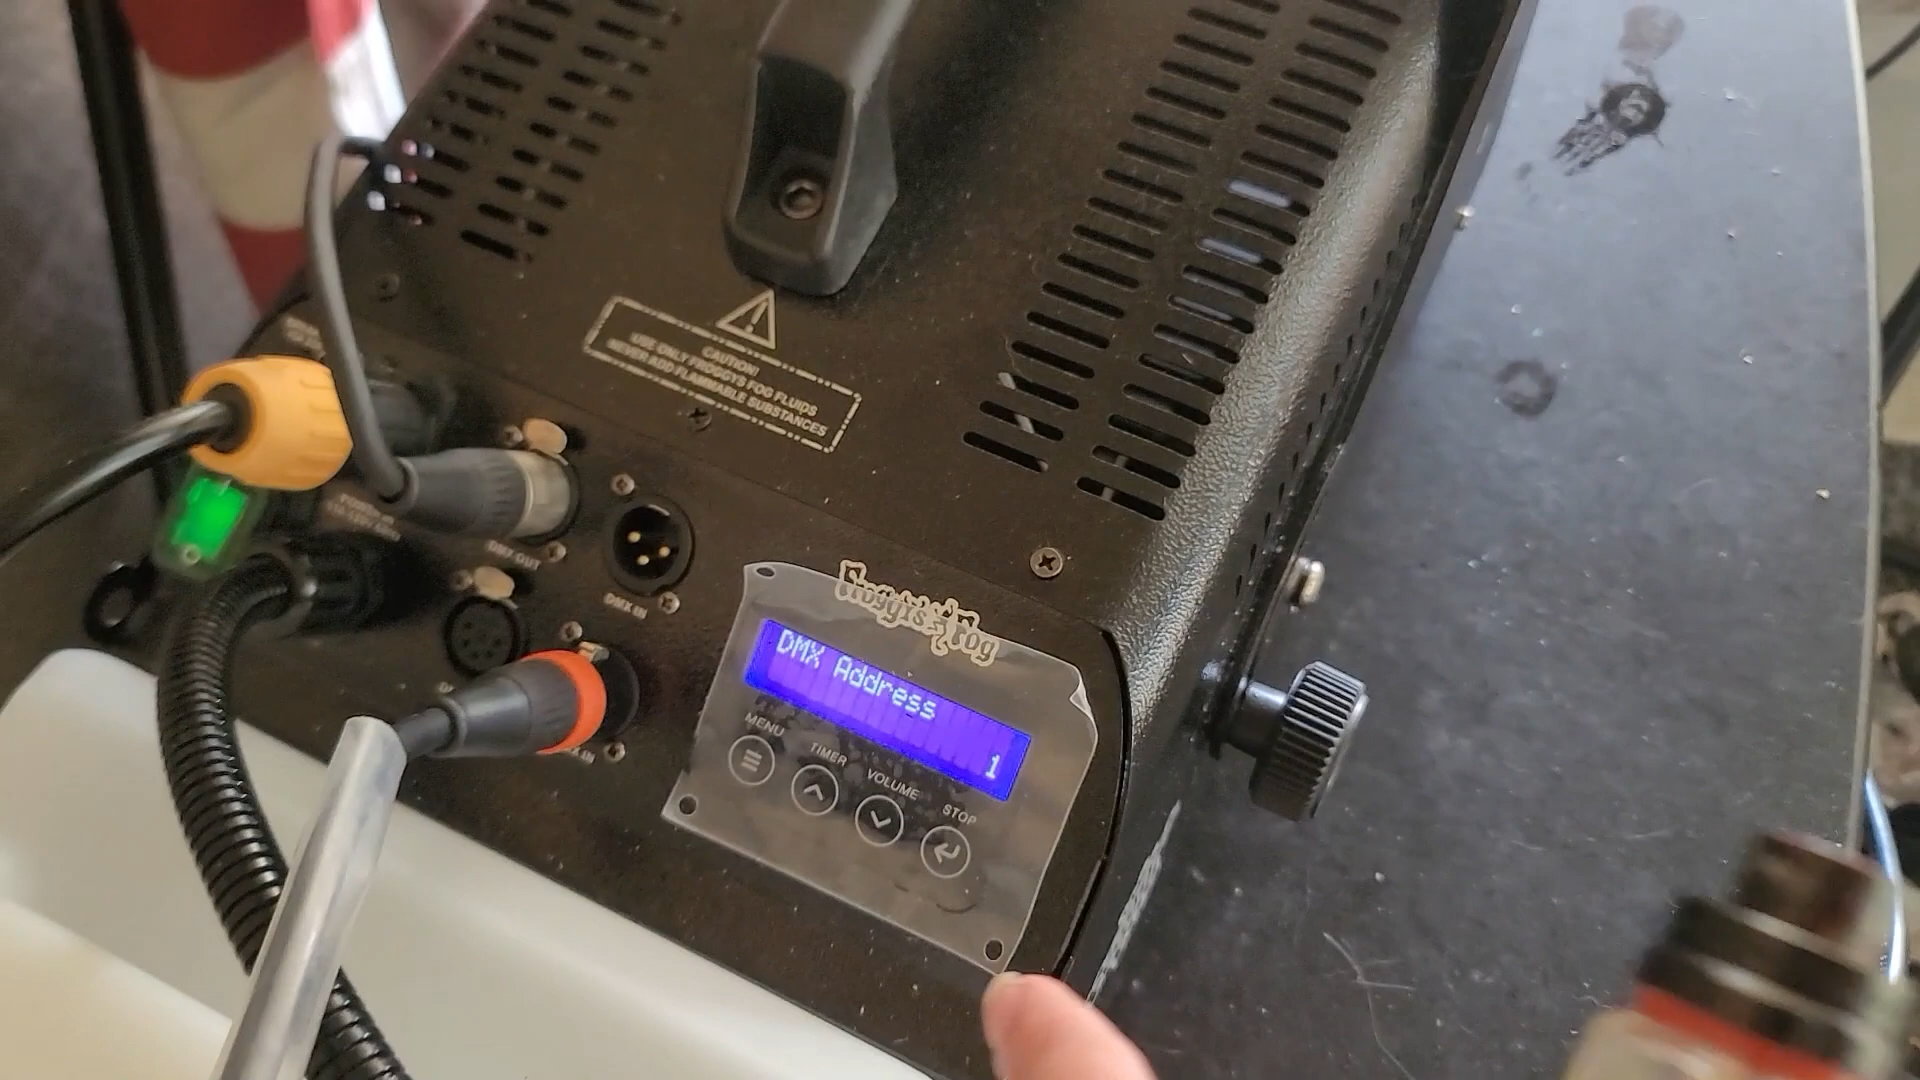 CAUTION!
USE ONLY FROGGYS FOG FLUIDS
NEVER ADD FLAMMABLE SUBSTANCES
DMX OUT
DMX IN
Froggy's Fog
DMX Address
1
MENU
TIMER
VOLUME
STOP